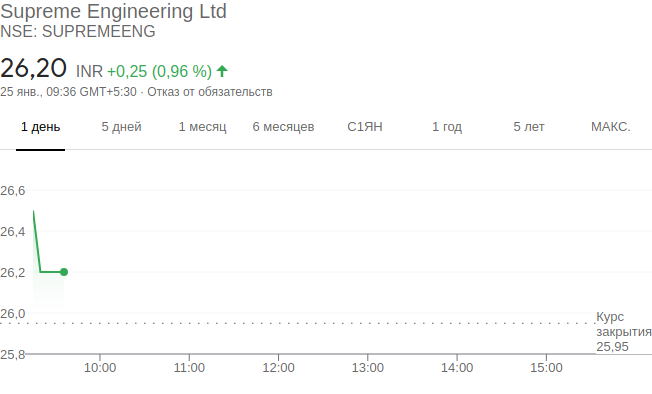 Supreme Engineering Ltd
NSE: SUPREMEENG
26,20 INR +0,25 (0,96 %)
25 янв., 09:36 GMT+5:30 · Отказ от обязательств
1 день 5 дней 1 месяц 6 месяцев С1ЯН 1 год 5 лет МАКС.
26,6
26,4
26,2
26,0
Курс
закрытия
25,95
25,8
10:00 11:00 12:00 13:00 14:00 15:00